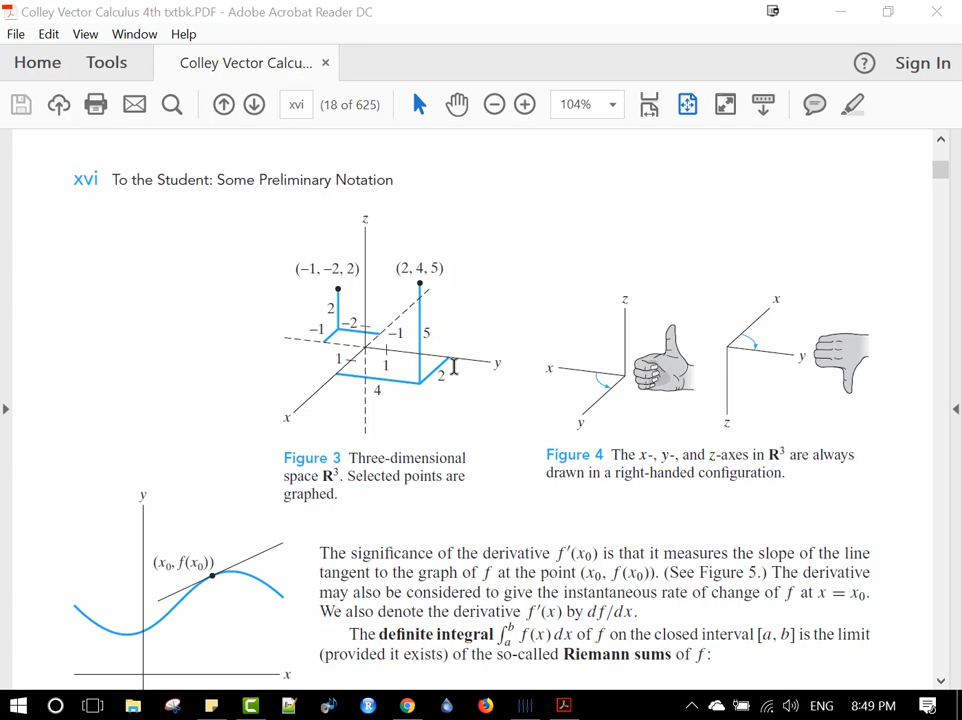 Colley Vector Calculus 4th txtbk.PDF - Adobe Acrobat Reader DC
File Edit View Window Help
Home Tools Colley Vector Calcu... × Sign In
xvi (18 of 625) 104%
xvi To the Student: Some Preliminary Notation
z
(−1, −2, 2) (2, 4, 5)
2
−1 −2 −1 5
1 1 y
2
4
x
Figure 3 Three-dimensional
space R³. Selected points are
graphed.
z x
x y
y z
Figure 4 The x-, y-, and z-axes in R³ are always
drawn in a right-handed configuration.
y
(x₀, f(x₀))
x
The significance of the derivative f′(x₀) is that it measures the slope of the line
tangent to the graph of f at the point (x₀, f(x₀)). (See Figure 5.) The derivative
may also be considered to give the instantaneous rate of change of f at x = x₀.
We also denote the derivative f′(x) by df/dx.
The definite integral ∫ₐᵇ f(x) dx of f on the closed interval [a, b] is the limit
(provided it exists) of the so-called Riemann sums of f:
ENG 8:49 PM